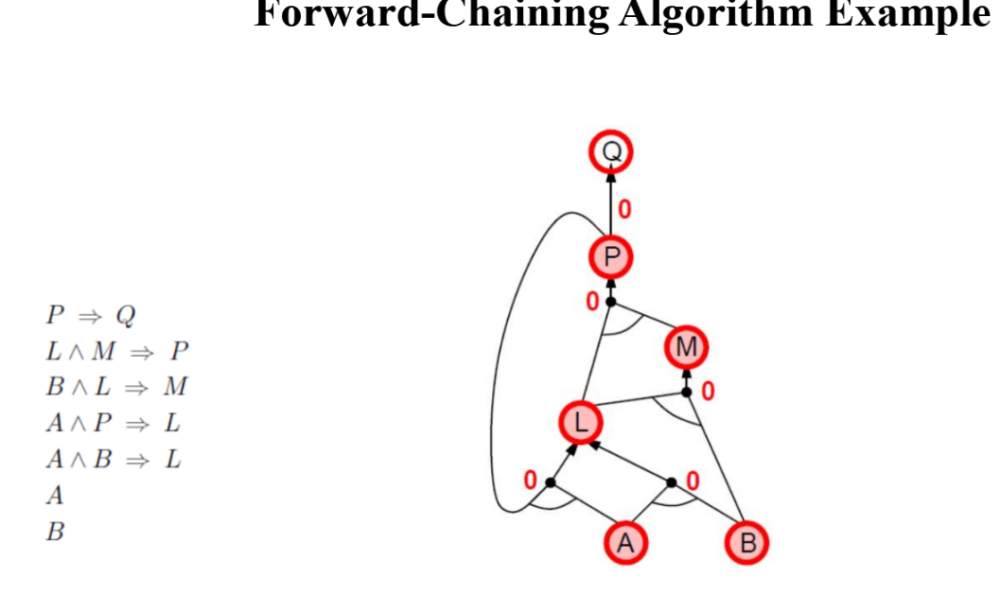 Forward-Chaining Algorithm Example
Q
0
P
0
P ⇒ Q
L ∧ M ⇒ P
M
B ∧ L ⇒ M
0
A ∧ P ⇒ L
L
A ∧ B ⇒ L
0
0
A
B
A
B